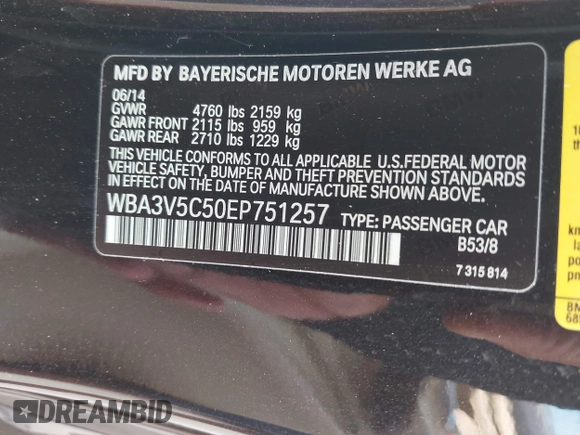 MFD BY BAYERISCHE MOTOREN WERKE AG
06/14
GVWR 4760 lbs 2159 kg
GAWR FRONT 2115 lbs 959 kg
GAWR REAR 2710 lbs 1229 kg
THIS VEHICLE CONFORMS TO ALL APPLICABLE U.S.FEDERAL MOTOR
VEHICLE SAFETY, BUMPER AND THEFT PREVENTION STANDARDS
IN EFFECT ON THE DATE OF MANUFACTURE SHOWN ABOVE.
WBA3V5C50EP751257 TYPE: PASSENGER CAR
B53/8
7 315 814
DREAMBID